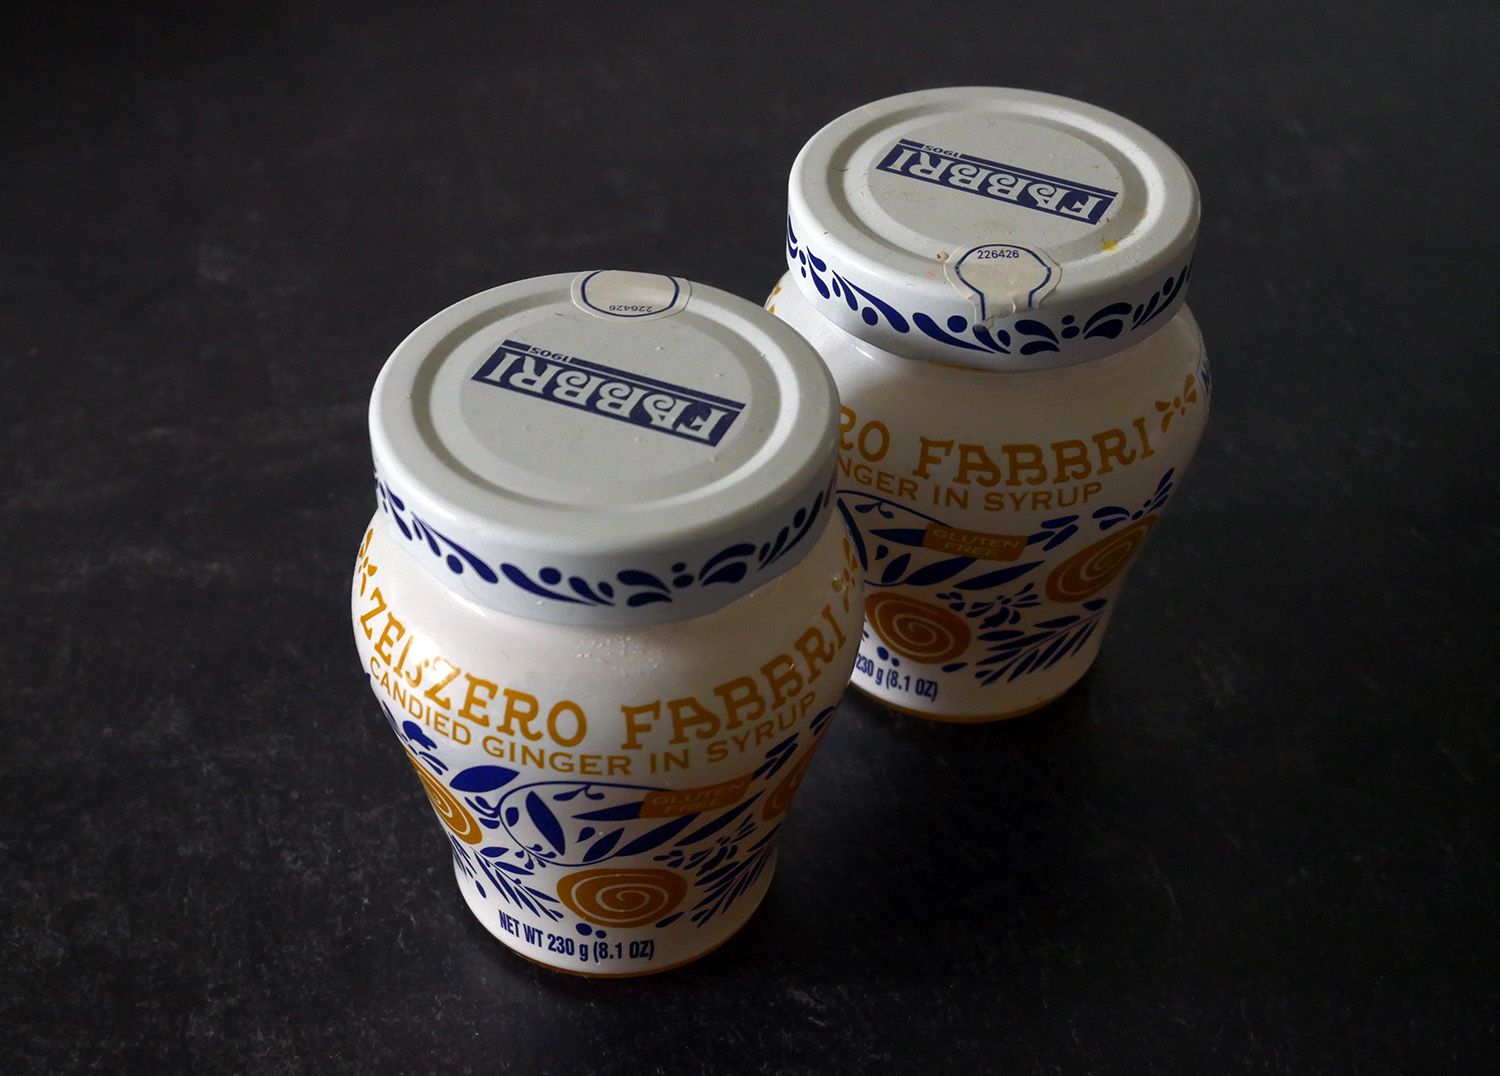 FABBRI
1905
226426
FABBRI
1905
226426
ZEIJZERO FABBRI
CANDIED GINGER IN SYRUP
GLUTEN
FREE
NET WT 230 g (8.1 OZ)
RO FABBRI
NGER IN SYRUP
GLUTEN
FREE
230 g (8.1 OZ)